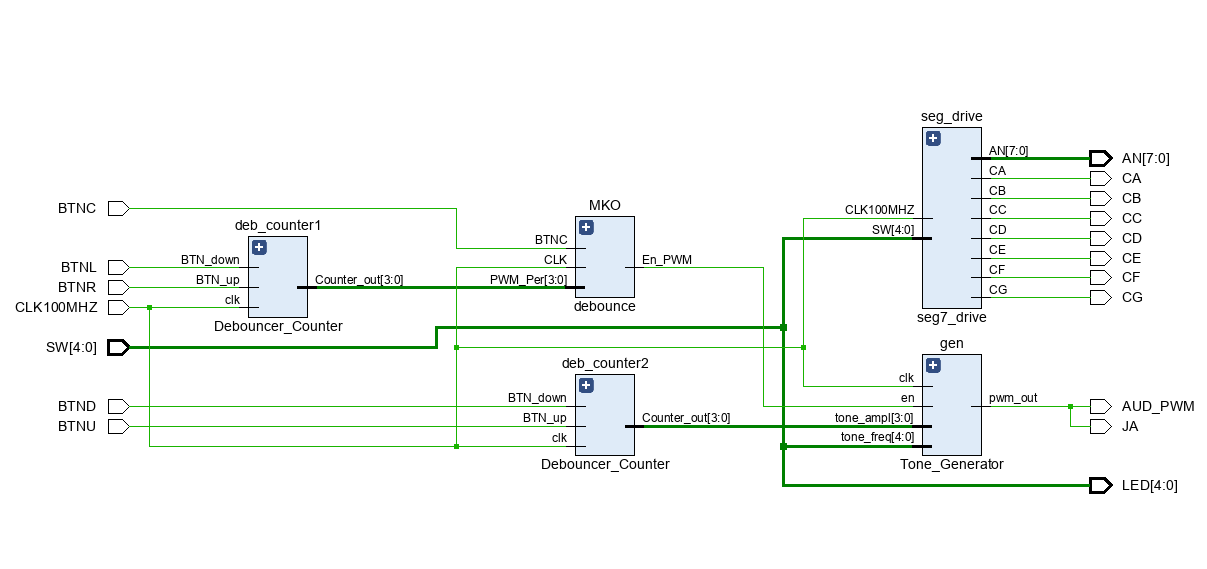 seg_drive
AN[7:0]
AN[7:0]
CA
CA
CB
CB
BTNC
MKO
CLK100MHZ
CC
CC
deb_counter1
SW[4:0]
CD
CD
BTNC
CE
CE
BTNL
BTN_down
CLK
En_PWM
CF
CF
BTNR
BTN_up
Counter_out[3:0]
PWM_Per[3:0]
CG
CG
CLK100MHZ
clk
debounce
Debouncer_Counter
seg7_drive
SW[4:0]
gen
deb_counter2
clk
BTND
BTN_down
en
pwm_out
AUD_PWM
BTNU
BTN_up
Counter_out[3:0]
tone_ampl[3:0]
JA
clk
tone_freq[4:0]
Debouncer_Counter
Tone_Generator
LED[4:0]